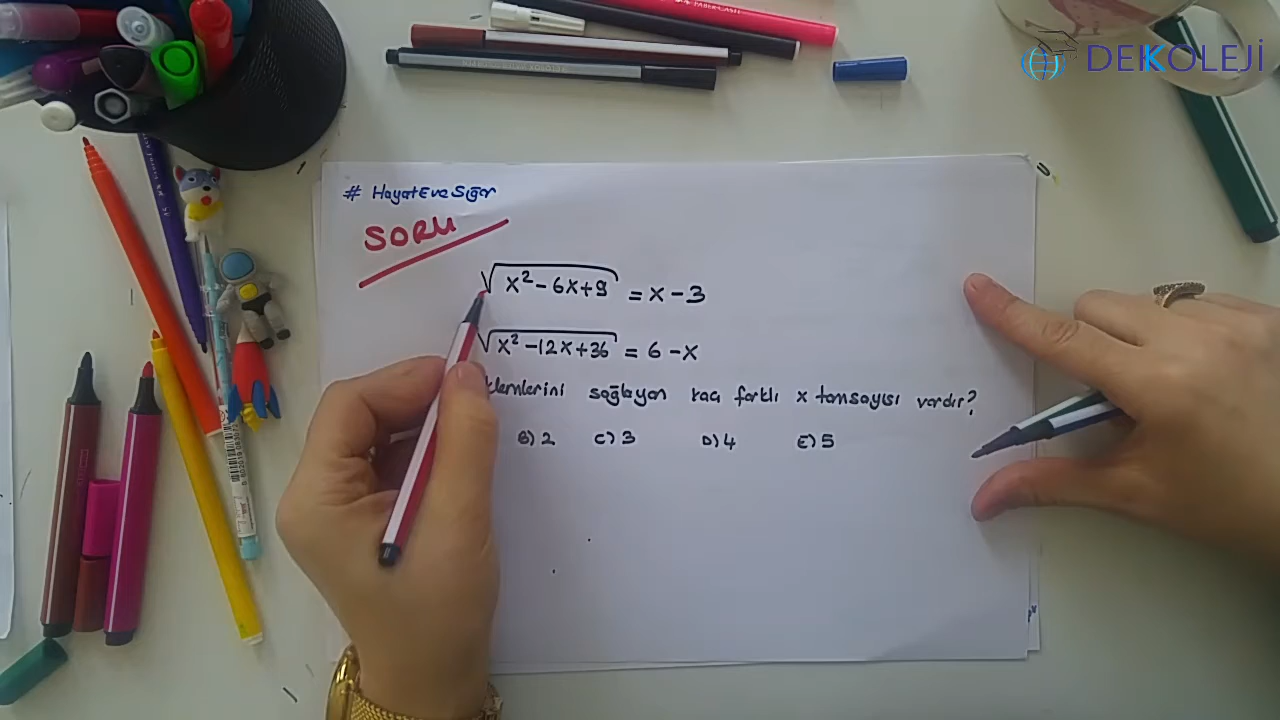 DEKOLEJİ
# HayatEveSığar
SORU
√x² - 6x + 9 = x - 3
√x² - 12x + 36 = 6 - x
klemlerini sağlayan kaç farklı x tamsayısı vardır?
B) 2 C) 3 D) 4 E) 5